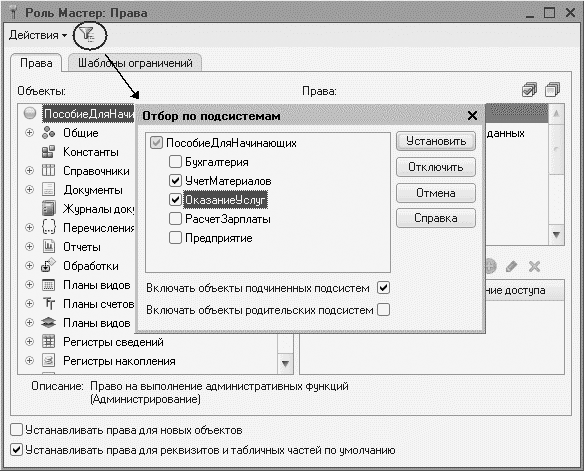 Роль Мастер: Права
Действия
Права
Шаблоны ограничений
Объекты:
Права:
ПособиеДляНачи
Общие
Константы
Справочники
Документы
Журналы доку
Перечисления
Отчеты
Обработки
Планы видов
Планы счетов
Планы видов
Регистры сведений
Регистры накопления
данных
ние доступа
Отбор по подсистемам
ПособиеДляНачинающих
Бухгалтерия
УчетМатериалов
ОказаниеУслуг
РасчетЗарплаты
Предприятие
Установить
Отключить
Отмена
Справка
Включать объекты подчиненных подсистем
Включать объекты родительских подсистем
Описание: Право на выполнение административных функций
(Администрирование)
Устанавливать права для новых объектов
Устанавливать права для реквизитов и табличных частей по умолчанию